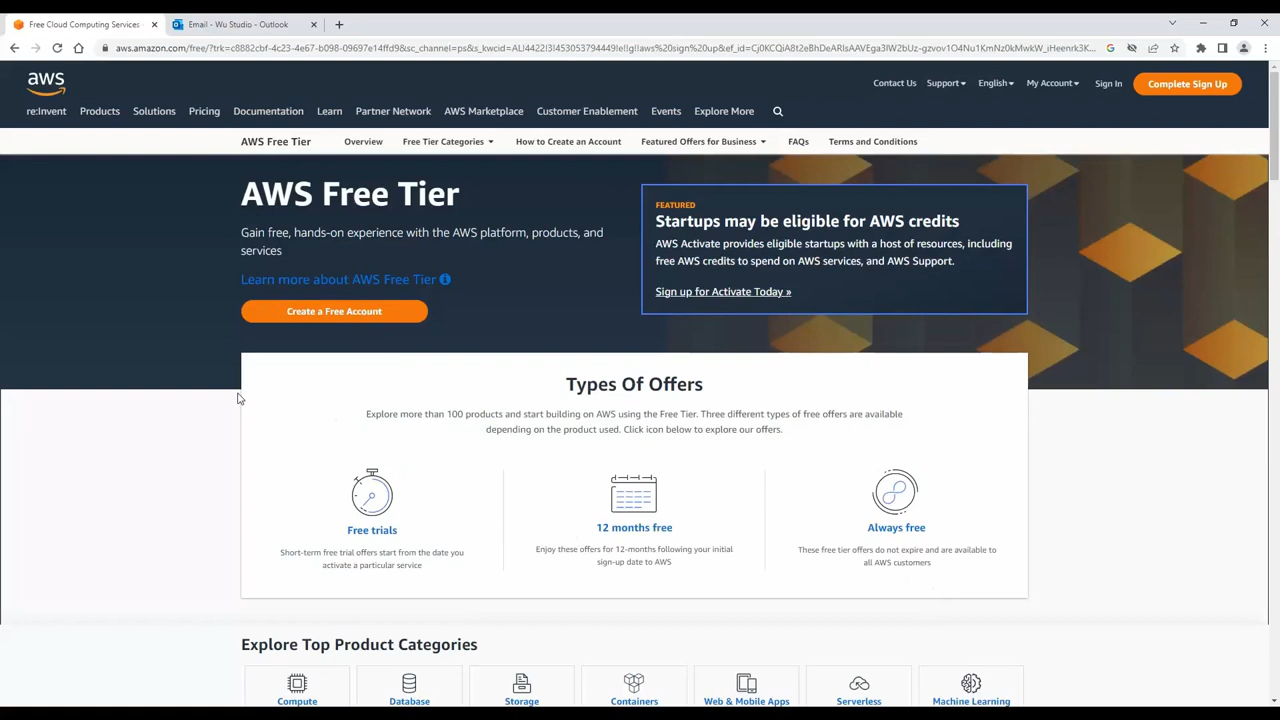 Free Cloud Computing Services
Email - Wu Studio - Outlook
aws
Contact Us
Support
English
My Account
Sign In
Complete Sign Up
re:Invent
Products
Solutions
Pricing
Documentation
Learn
Partner Network
AWS Marketplace
Customer Enablement
Events
Explore More
AWS Free Tier
Overview
Free Tier Categories
How to Create an Account
Featured Offers for Business
FAQs
Terms and Conditions
AWS Free Tier
Gain free, hands-on experience with the AWS platform, products, and
services
Learn more about AWS Free Tier
Create a Free Account
FEATURED
Startups may be eligible for AWS credits
AWS Activate provides eligible startups with a host of resources, including
free AWS credits to spend on AWS services, and AWS Support.
Sign up for Activate Today »
Types Of Offers
Explore more than 100 products and start building on AWS using the Free Tier. Three different types of free offers are available
depending on the product used. Click icon below to explore our offers.
Free trials
Short-term free trial offers start from the date you
activate a particular service
12 months free
Enjoy these offers for 12-months following your initial
sign-up date to AWS
Always free
These free tier offers do not expire and are available to
all AWS customers
Explore Top Product Categories
Compute
Database
Storage
Containers
Web & Mobile Apps
Serverless
Machine Learning